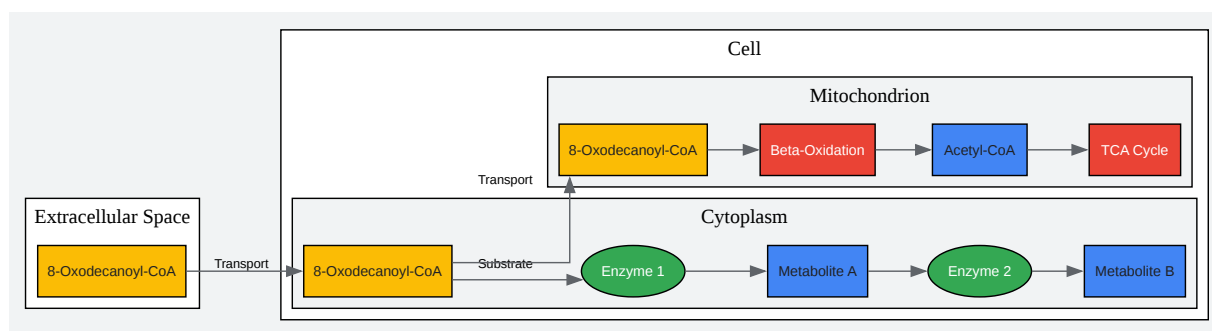 Cell
Mitochondrion
8-Oxodecanoyl-CoA
Beta-Oxidation
Acetyl-CoA
TCA Cycle
Transport
Extracellular Space
Cytoplasm
8-Oxodecanoyl-CoA
Transport
8-Oxodecanoyl-CoA
Substrate
Enzyme 1
Metabolite A
Enzyme 2
Metabolite B